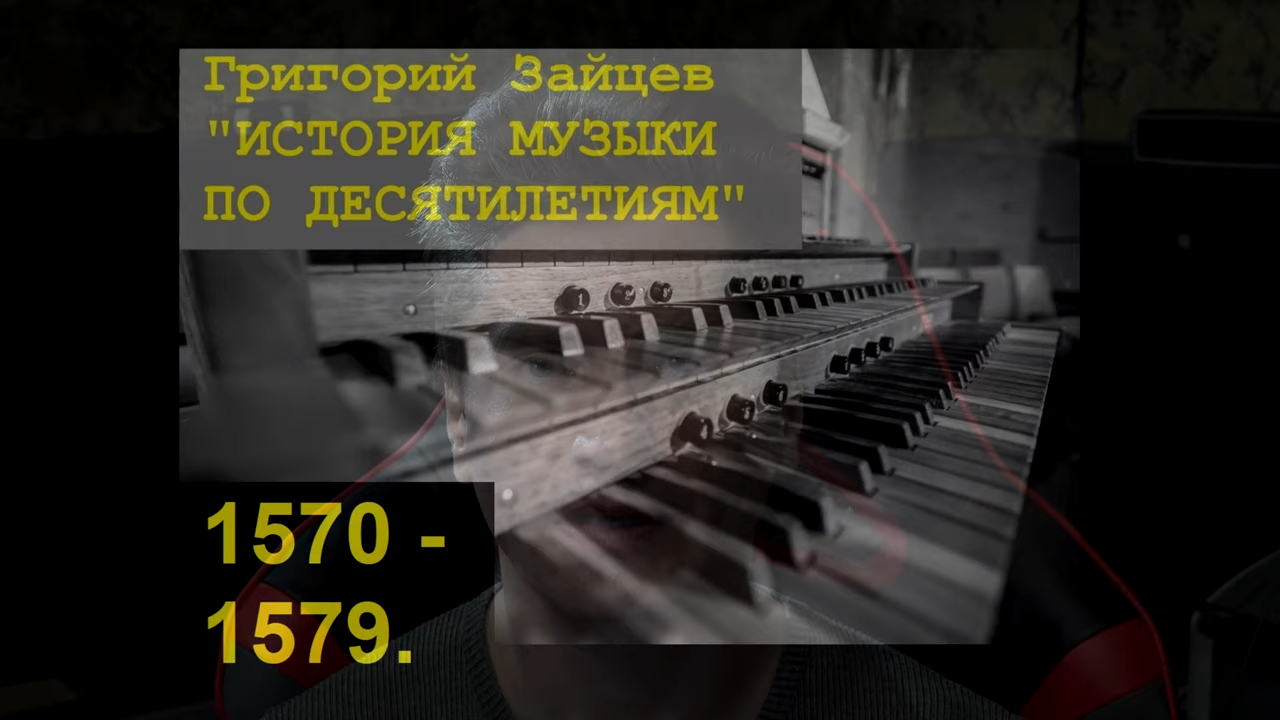 Григорий Зайцев
"ИСТОРИЯ МУЗЫКИ
ПО ДЕСЯТИЛЕТИЯМ"
1570 -
1579.